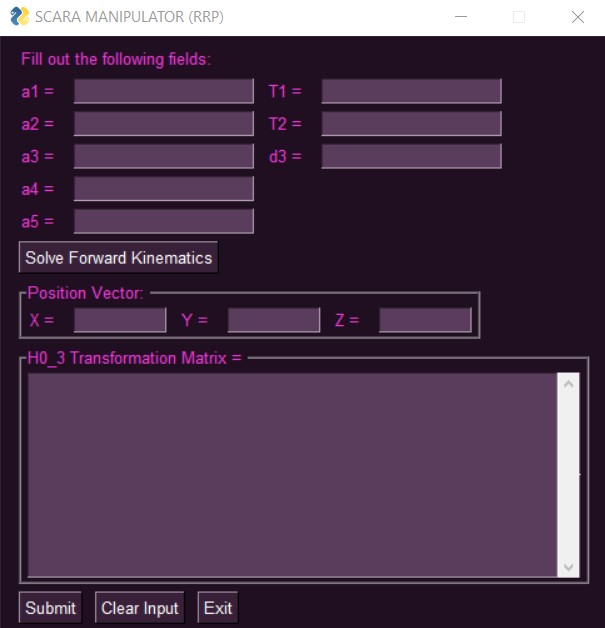 SCARA MANIPULATOR (RRP)
Fill out the following fields:
a1 = T1 =
a2 = T2 =
a3 = d3 =
a4 =
a5 =
Solve Forward Kinematics
Position Vector:
X = Y = Z =
H0_3 Transformation Matrix =
Submit Clear Input Exit